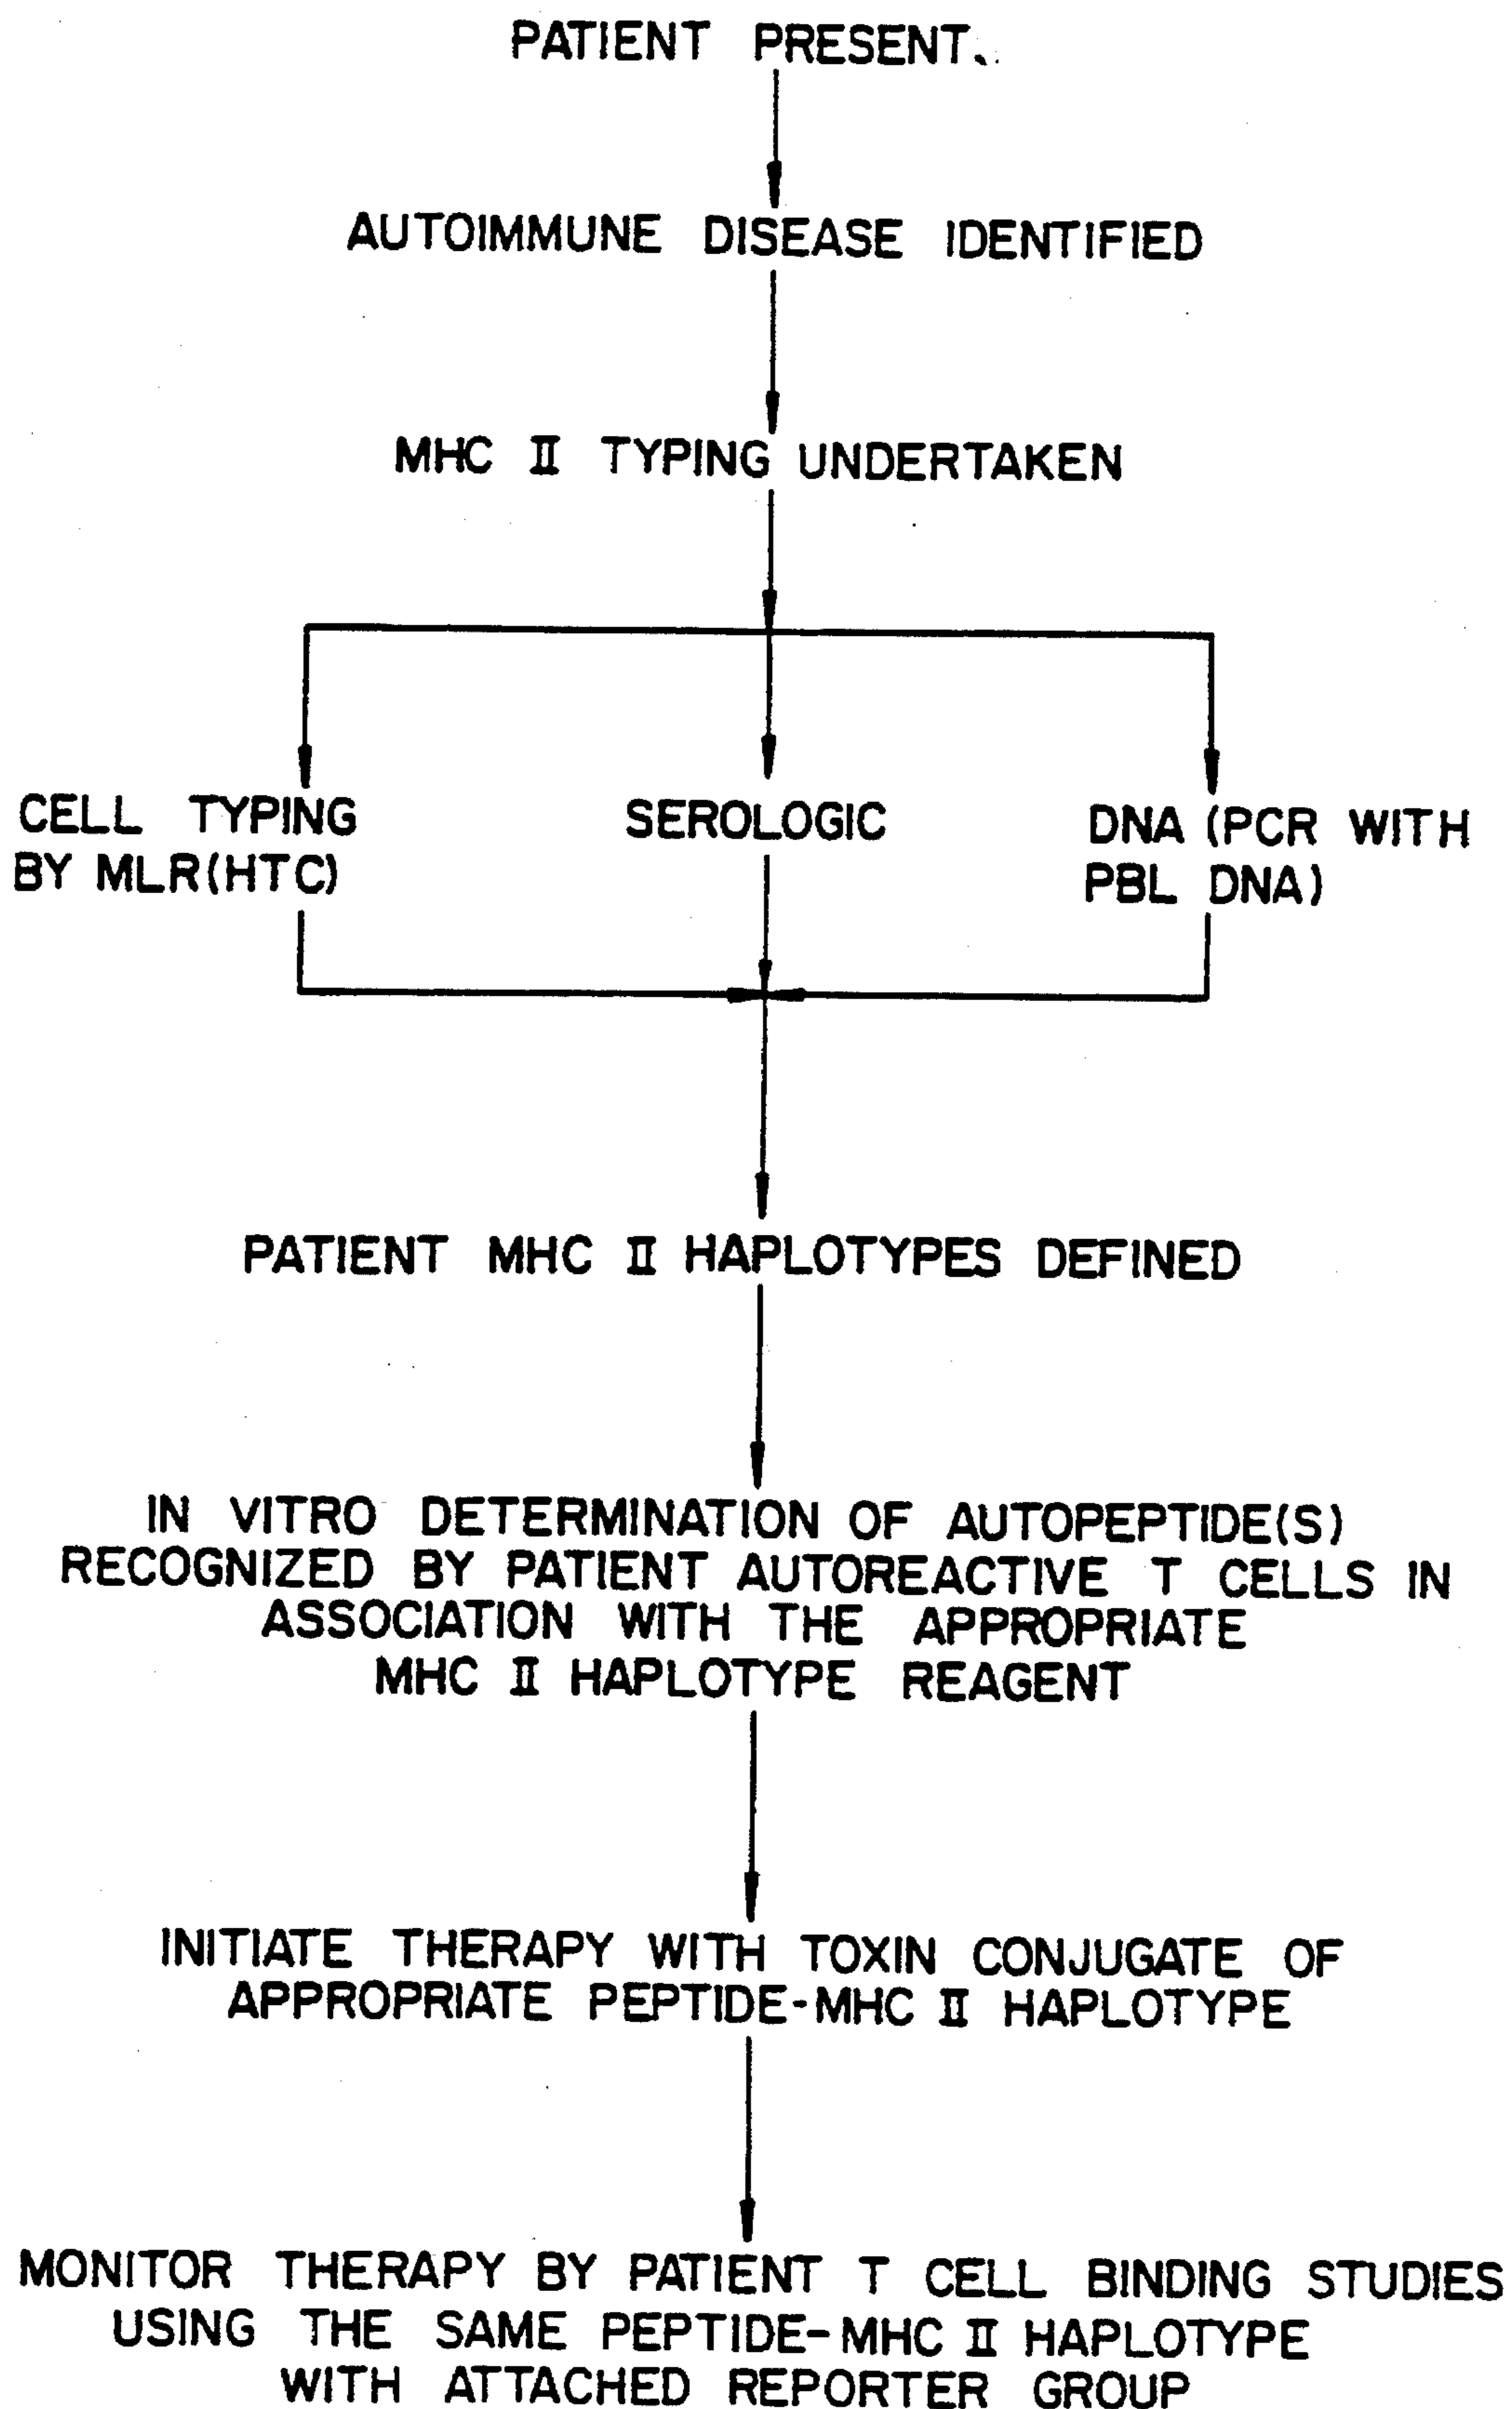 PATIENT PRESENT.
AUTOIMMUNE DISEASE IDENTIFIED
MHC II TYPING UNDERTAKEN
CELL TYPING
BY MLR(HTC)
SEROLOGIC
DNA (PCR WITH
PBL DNA)
PATIENT MHC II HAPLOTYPES DEFINED
IN VITRO DETERMINATION OF AUTOPEPTIDE(S)
RECOGNIZED BY PATIENT AUTOREACTIVE T CELLS IN
ASSOCIATION WITH THE APPROPRIATE
MHC II HAPLOTYPE REAGENT
INITIATE THERAPY WITH TOXIN CONJUGATE OF
APPROPRIATE PEPTIDE-MHC II HAPLOTYPE
MONITOR THERAPY BY PATIENT T CELL BINDING STUDIES
USING THE SAME PEPTIDE-MHC II HAPLOTYPE
WITH ATTACHED REPORTER GROUP